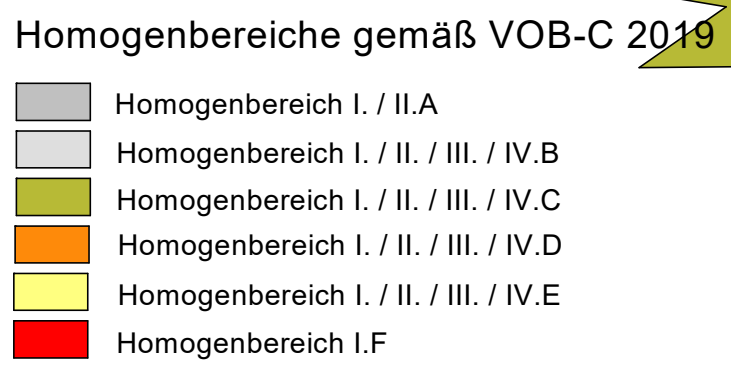 Homogenbereiche gemäß VOB-C 2019
Homogenbereich I. / II.A
Homogenbereich I. / II. / III. / IV.B
Homogenbereich I. / II. / III. / IV.C
Homogenbereich I. / II. / III. / IV.D
Homogenbereich I. / II. / III. / IV.E
Homogenbereich I.F